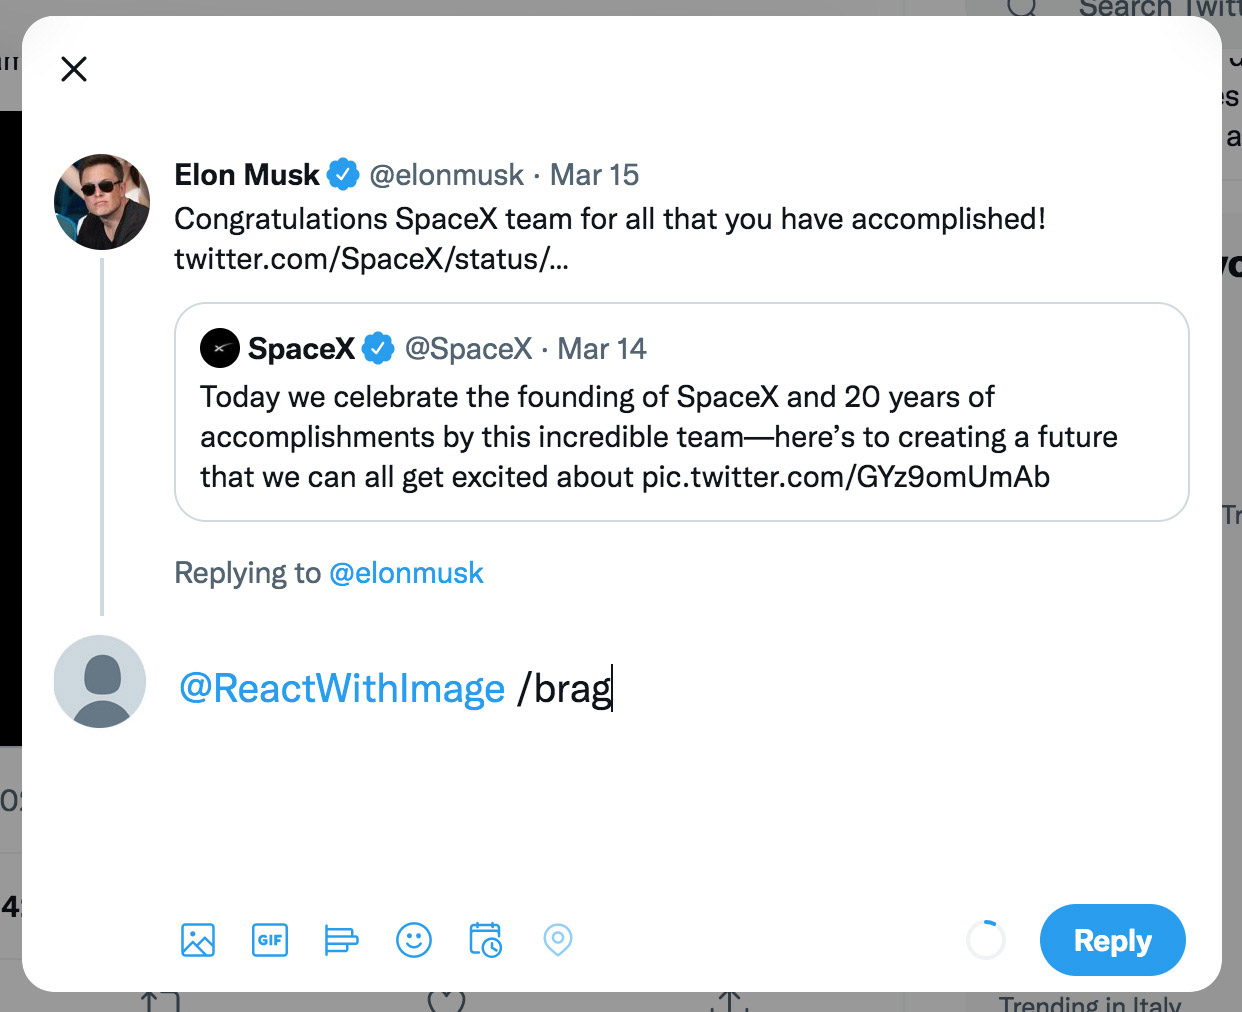 Search Twitt
Elon Musk @elonmusk · Mar 15
Congratulations SpaceX team for all that you have accomplished!
twitter.com/SpaceX/status/...
SpaceX @SpaceX · Mar 14
Today we celebrate the founding of SpaceX and 20 years of
accomplishments by this incredible team—here's to creating a future
that we can all get excited about pic.twitter.com/GYz9omUmAb
Replying to @elonmusk
@ReactWithImage /brag
GIF
Reply
Trending in Italy